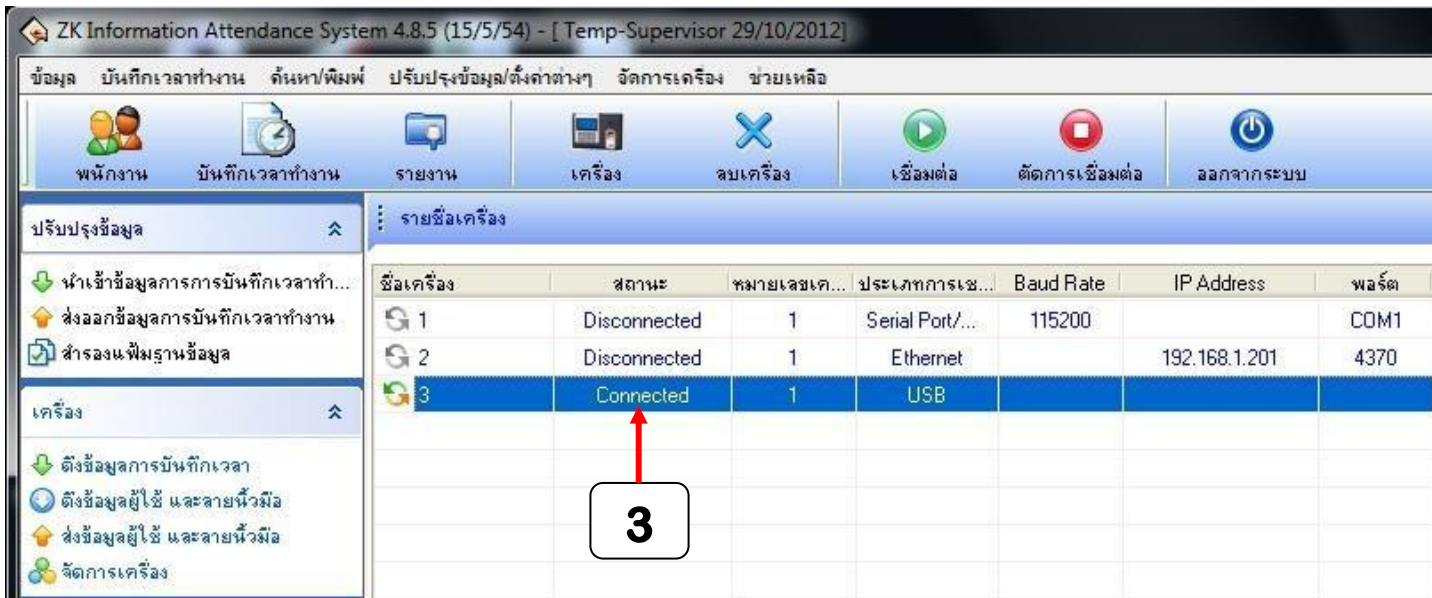 ZK Information Attendance System 4.8.5 (15/5/54) - [ Temp-Supervisor 29/10/2012]
ข้อมูล บันทึกเวลาทำงาน ค้นหา/พิมพ์ ปรับปรุงข้อมูล/ตั้งค่าต่างๆ จัดการเครื่อง ช่วยเหลือ
พนักงาน บันทึกเวลาทำงาน รายงาน เครื่อง ลบเครื่อง เชื่อมต่อ ตัดการเชื่อมต่อ ออกจากระบบ
ปรับปรุงข้อมูล
นำเข้าข้อมูลการการบันทึกเวลาทำ...
ส่งออกข้อมูลการบันทึกเวลาทำงาน
สำรองแฟ้มฐานข้อมูล
เครื่อง
ดึงข้อมูลการบันทึกเวลา
ดึงข้อมูลผู้ใช้ และลายนิ้วมือ
ส่งข้อมูลผู้ใช้ และลายนิ้วมือ
จัดการเครื่อง
รายชื่อเครื่อง
ชื่อเครื่อง สถานะ หมายเลขเค... ประเภทการเช... Baud Rate IP Address พอร์ต
1 Disconnected 1 Serial Port/... 115200 COM1
2 Disconnected 1 Ethernet 192.168.1.201 4370
3 Connected 1 USB
3